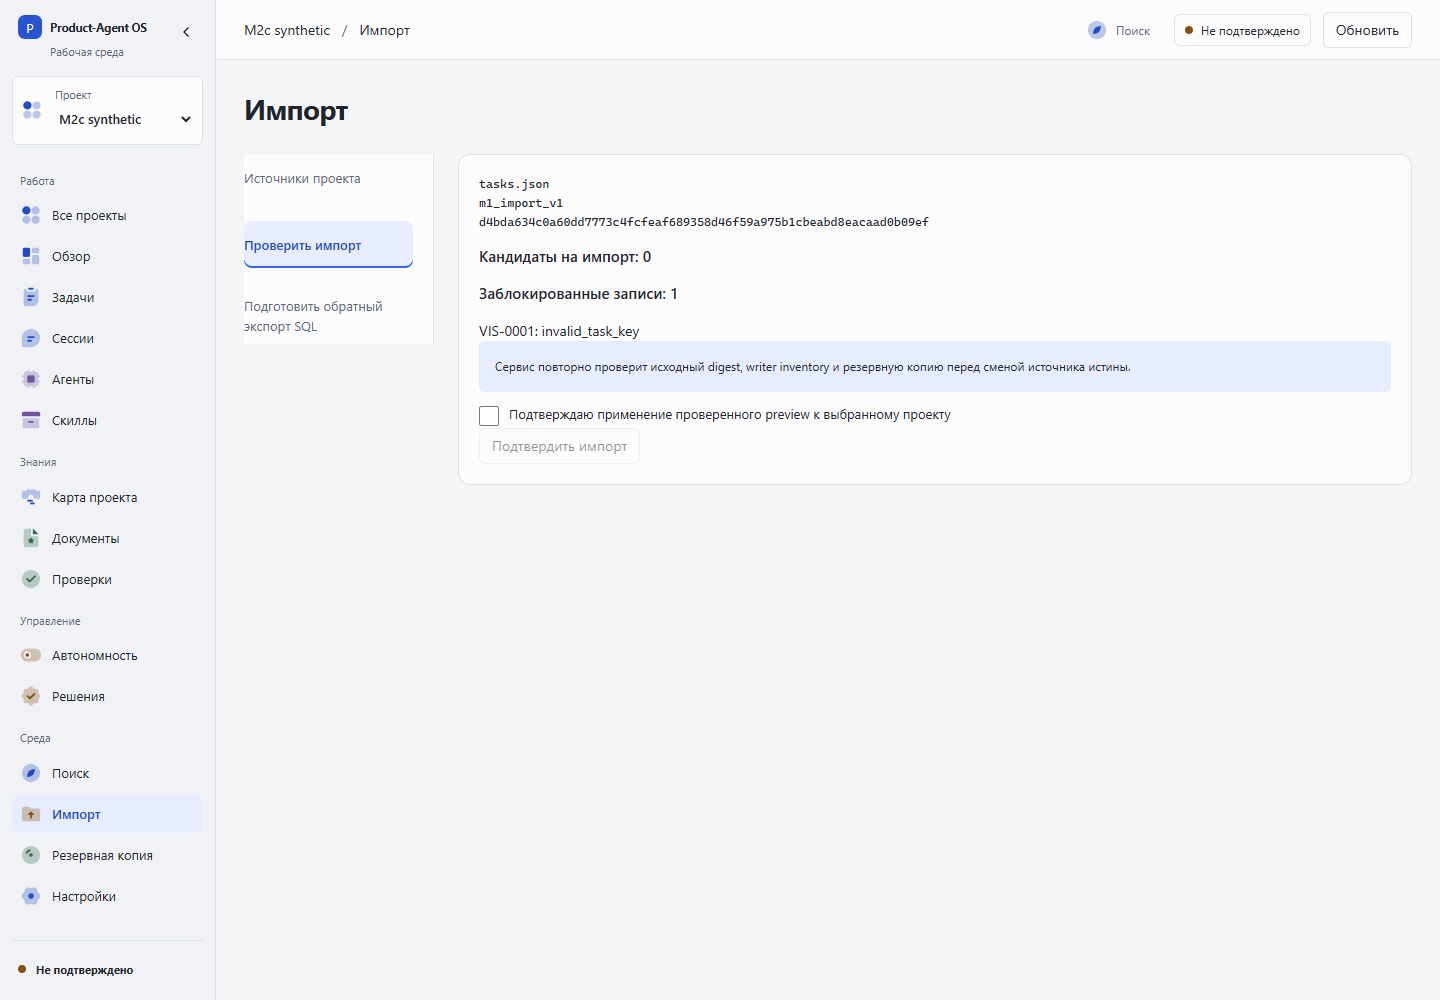 P
Product-Agent OS
Рабочая среда
Проект
M2c synthetic
Работа
Все проекты
Обзор
Задачи
Сессии
Агенты
Скиллы
Знания
Карта проекта
Документы
Проверки
Управление
Автономность
Решения
Среда
Поиск
Импорт
Резервная копия
Настройки
Не подтверждено
M2c synthetic / Импорт
Поиск
Не подтверждено
Обновить
Импорт
Источники проекта
Проверить импорт
Подготовить обратный
экспорт SQL
tasks.json
m1_import_v1
d4bda634c0a60dd7773c4fcfeaf689358d46f59a975b1cbeabd8eacaad0b09ef
Кандидаты на импорт: 0
Заблокированные записи: 1
VIS-0001: invalid_task_key
Сервис повторно проверит исходный digest, writer inventory и резервную копию перед сменой источника истины.
Подтверждаю применение проверенного preview к выбранному проекту
Подтвердить импорт